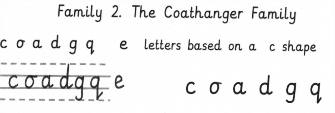 Family 2. The Coathanger Family
c o a d g q e letters based on a c shape
c o a d g q e c o a d g q